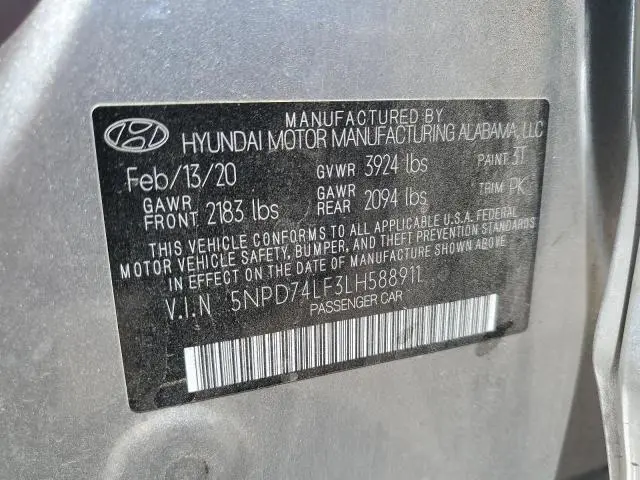 MANUFACTURED BY
HYUNDAI MOTOR MANUFACTURING ALABAMA, LLC
Feb/13/20 GVWR 3924 lbs PAINT 3T
GAWR FRONT 2183 lbs GAWR REAR 2094 lbs TRIM PK
THIS VEHICLE CONFORMS TO ALL APPLICABLE U.S.A. FEDERAL
MOTOR VEHICLE SAFETY, BUMPER, AND THEFT PREVENTION STANDARDS
IN EFFECT ON THE DATE OF MANUFACTURE SHOWN ABOVE
V.I.N 5NPD74LF3LH588911
PASSENGER CAR